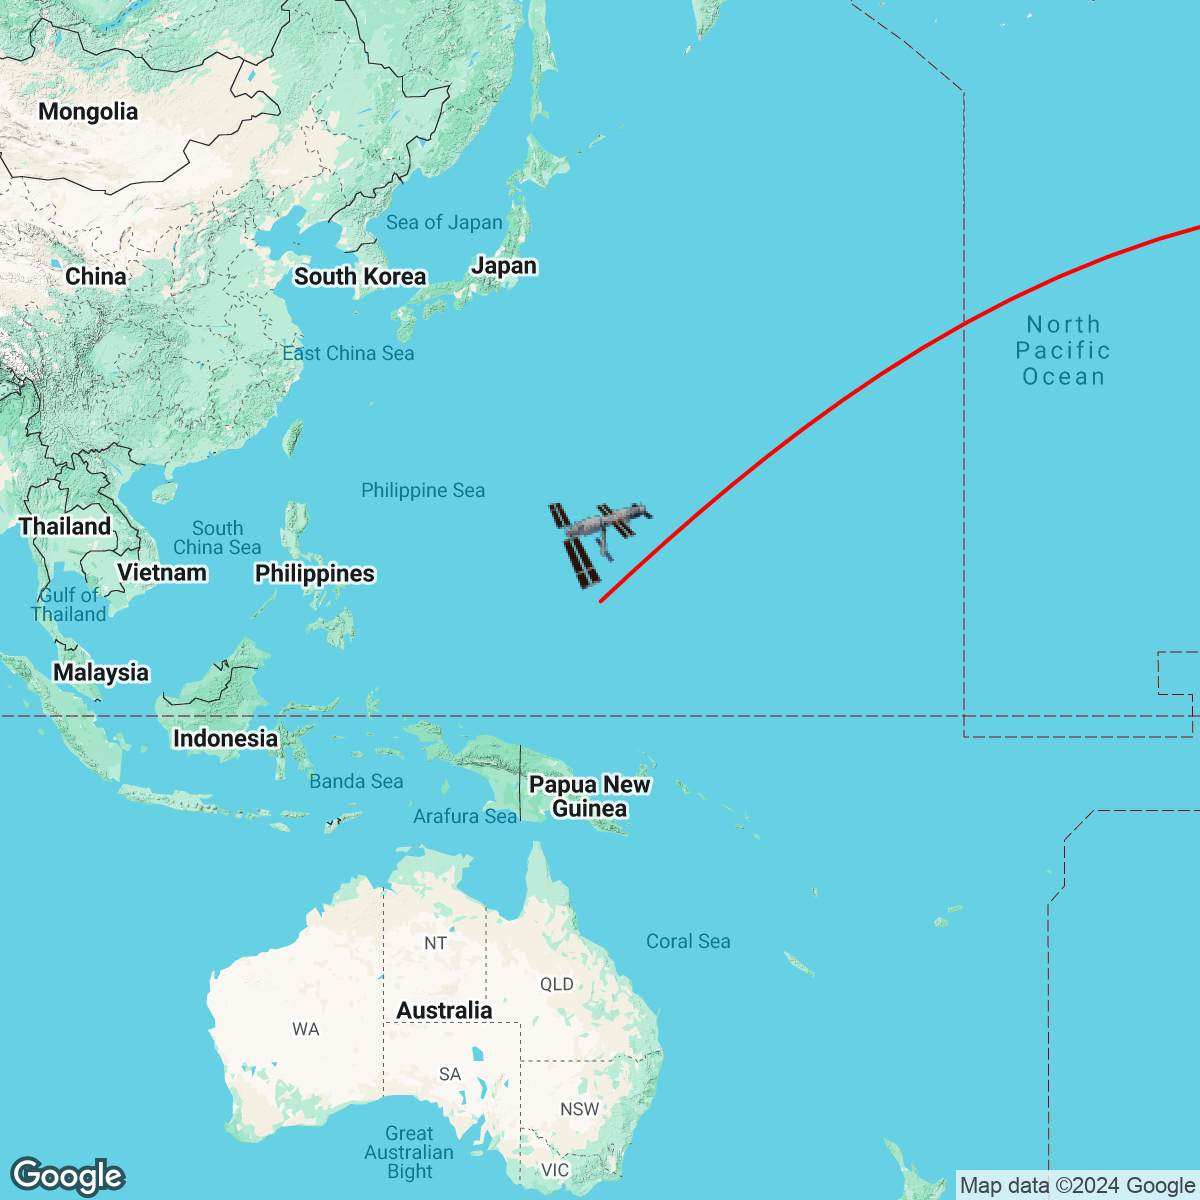 Mongolia
Sea of Japan
China
South Korea
Japan
North
Pacific
Ocean
East China Sea
Philippine Sea
Thailand
South
China Sea
Vietnam
Philippines
Gulf of
Thailand
Malaysia
Indonesia
Banda Sea
Papua New
Guinea
Arafura Sea
NT
Coral Sea
QLD
Australia
WA
SA
NSW
Great
Australian
Bight
VIC
Google
Map data ©2024 Google